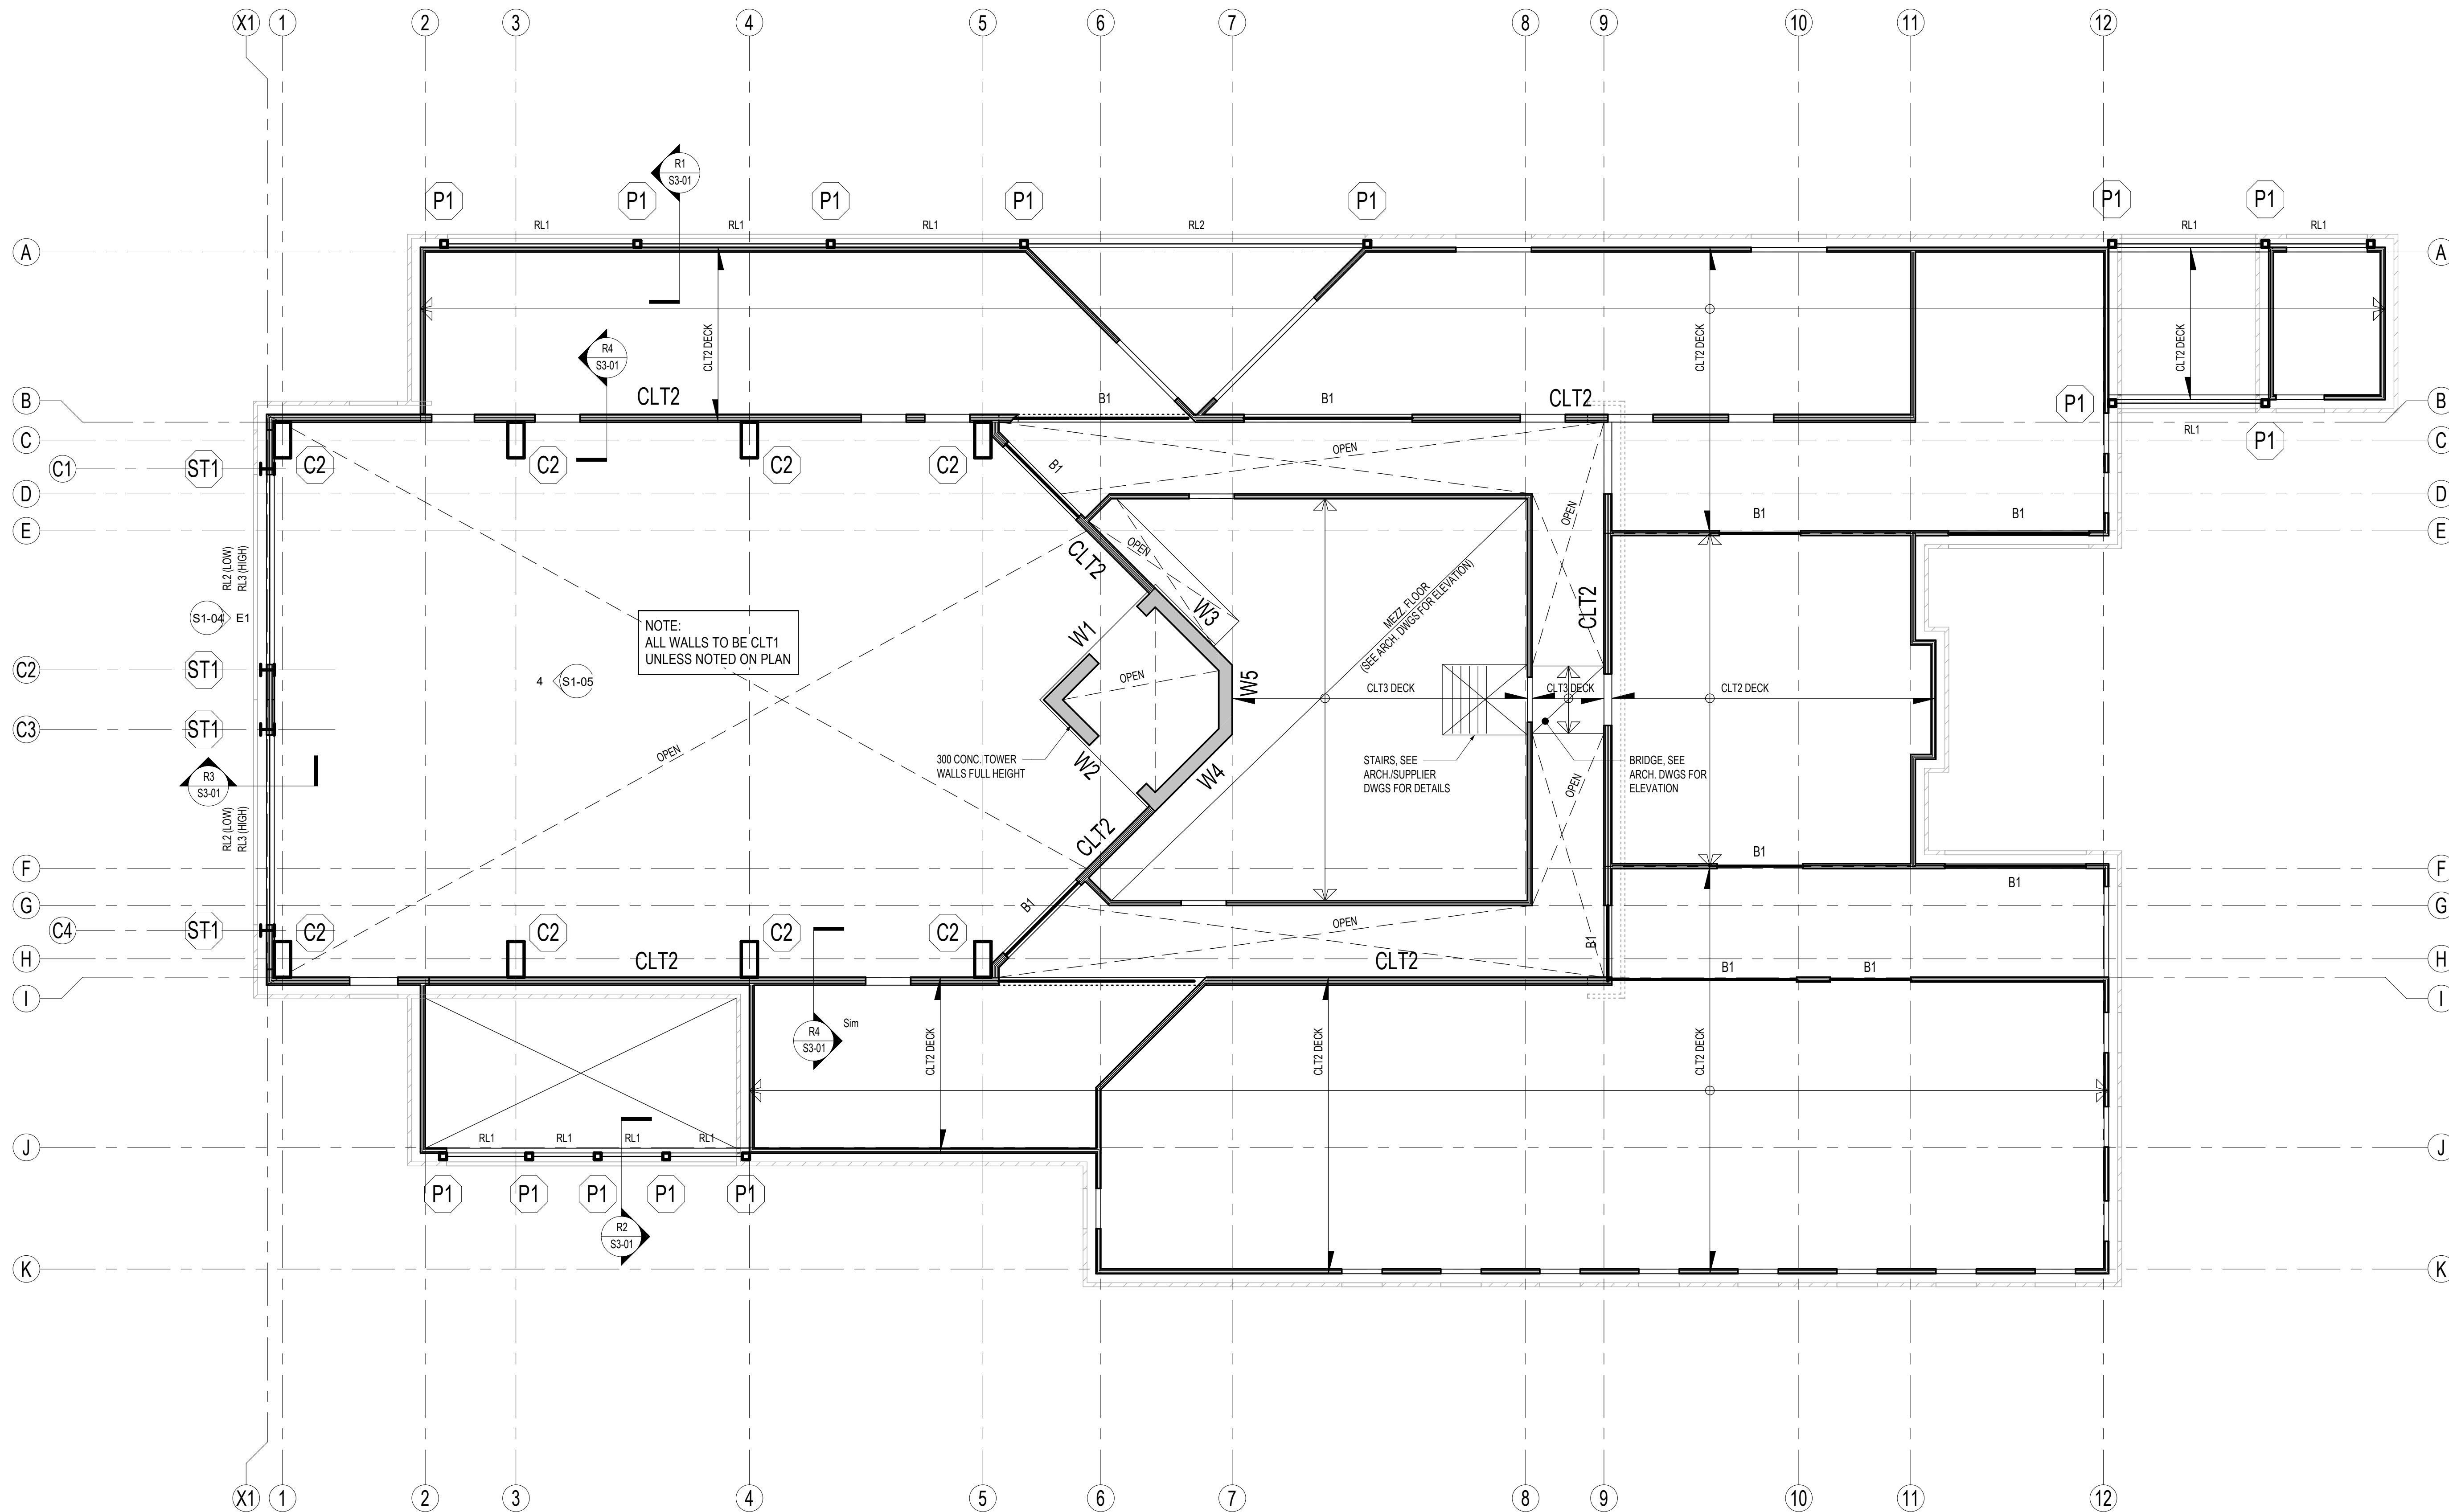 X1
1
2
3
4
5
6
7
8
9
10
11
12
R1
S3-01
P1
P1
P1
P1
P1
P1
P1
RL1
RL1
RL1
RL2
RL1
RL1
A
A
R4
S3-01
CLT2 DECK
CLT2 DECK
CLT2 DECK
CLT2
B1
B1
CLT2
P1
B
B
RL1
C
C
P1
C1
ST1
C2
C2
C2
C2
B1
OPEN
D
D
OPEN
B1
B1
E
E
OPEN
CLT2
RL2 (LOW)
RL3 (HIGH)
MEZZ. FLOOR
(SEE ARCH. DWGS FOR ELEVATION)
CLT2
W3
S1-04
E1
NOTE:
ALL WALLS TO BE CLT1
UNLESS NOTED ON PLAN
W1
C2
ST1
4
S1-05
OPEN
W5
CLT3 DECK
CLT3 DECK
CLT2 DECK
C3
ST1
OPEN
300 CONC. TOWER
WALLS FULL HEIGHT
W2
W4
STAIRS, SEE
ARCH./SUPPLIER
DWGS FOR DETAILS
BRIDGE, SEE
ARCH. DWGS FOR
ELEVATION
OPEN
R3
S3-01
RL2 (LOW)
RL3 (HIGH)
CLT2
B1
F
F
B1
B1
G
G
OPEN
C4
ST1
C2
C2
C2
C2
B1
H
H
CLT2
CLT2
B1
B1
I
I
R4
S3-01
Sim
CLT2 DECK
CLT2 DECK
CLT2 DECK
J
J
RL1
RL1
RL1
RL1
P1
P1
P1
P1
P1
R2
S3-01
K
K
X1
1
2
3
4
5
6
7
8
9
10
11
12